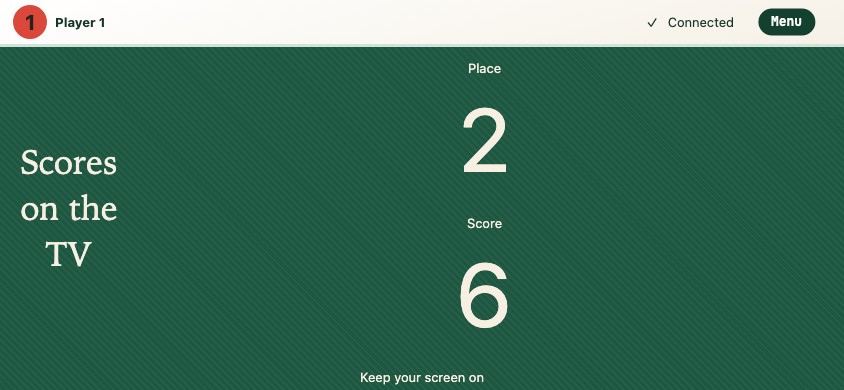 1 Player 1
✓ Connected
Menu
Scores
on the
TV
Place
2
Score
6
Keep your screen on